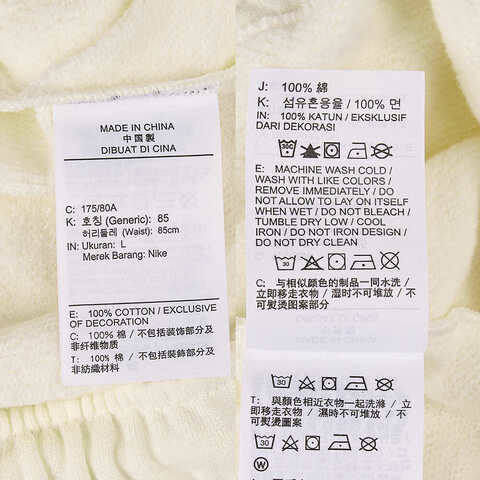 MADE IN CHINA
中国製
DIBUAT DI CINA
C: 175/80A
K: 호칭 (Generic): 85
허리둘레 (Waist): 85cm
IN: Ukuran: L
Merek Barang: Nike
E: 100% COTTON / EXCLUSIVE
OF DECORATION
C: 100% 棉 / 不包括装饰部分及
非纤维物质
T: 100% 棉 / 不包括裝飾部分及
非紡織材料
J: 100% 綿
K: 섬유혼용율 / 100% 면
IN: 100% KATUN / EKSKLUSIF
DARI DEKORASI
30C
E: MACHINE WASH COLD /
WASH WITH LIKE COLORS /
REMOVE IMMEDIATELY / DO
NOT ALLOW TO LAY ON ITSELF
WHEN WET / DO NOT BLEACH /
TUMBLE DRY LOW / COOL
IRON / DO NOT IRON DESIGN /
DO NOT DRY CLEAN
30
C: 与相似颜色的制品一同水洗 /
立即移走衣物 / 湿时不可堆放 / 不
可熨烫图案部分
30
T: 與顏色相近衣物一起洗滌 / 立
即移走衣物 / 濕時不可堆放 / 不
可熨燙圖案
30
W